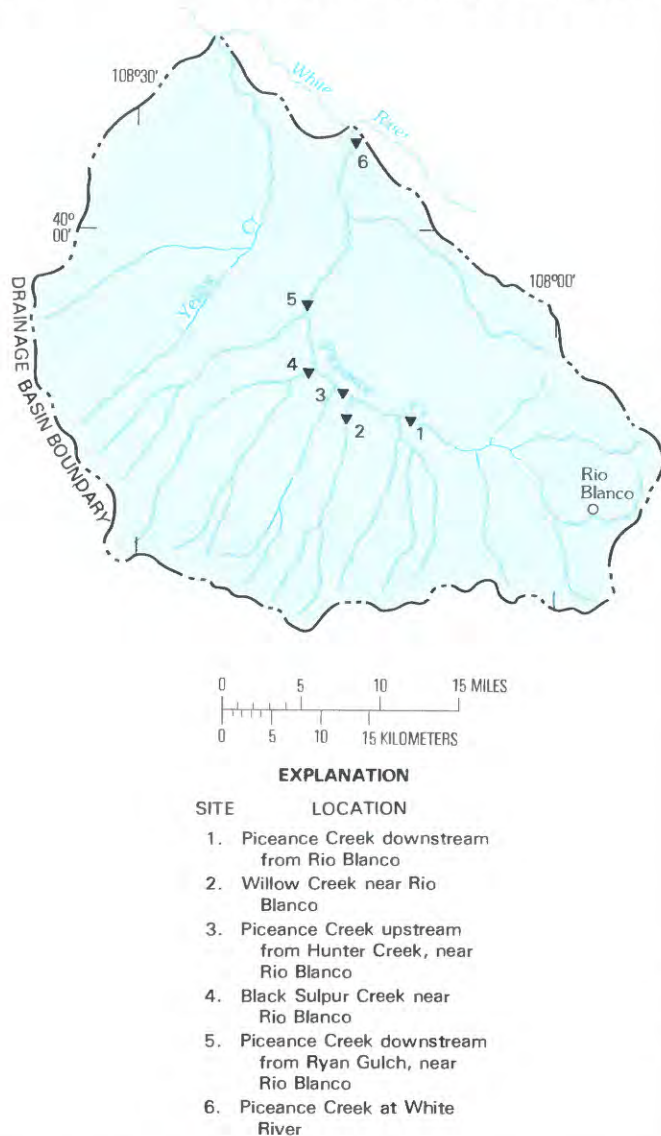 108°30'
White
River
6
40°
00'
108°00'
5
DRAINAGE BASIN BOUNDARY
4
3
2
1
Rio
Blanco
0 5 10 15 MILES
0 5 10 15 KILOMETERS
EXPLANATION
SITE LOCATION
1. Piceance Creek downstream
from Rio Blanco
2. Willow Creek near Rio
Blanco
3. Piceance Creek upstream
from Hunter Creek, near
Rio Blanco
4. Black Sulpur Creek near
Rio Blanco
5. Piceance Creek downstream
from Ryan Gulch, near
Rio Blanco
6. Piceance Creek at White
River